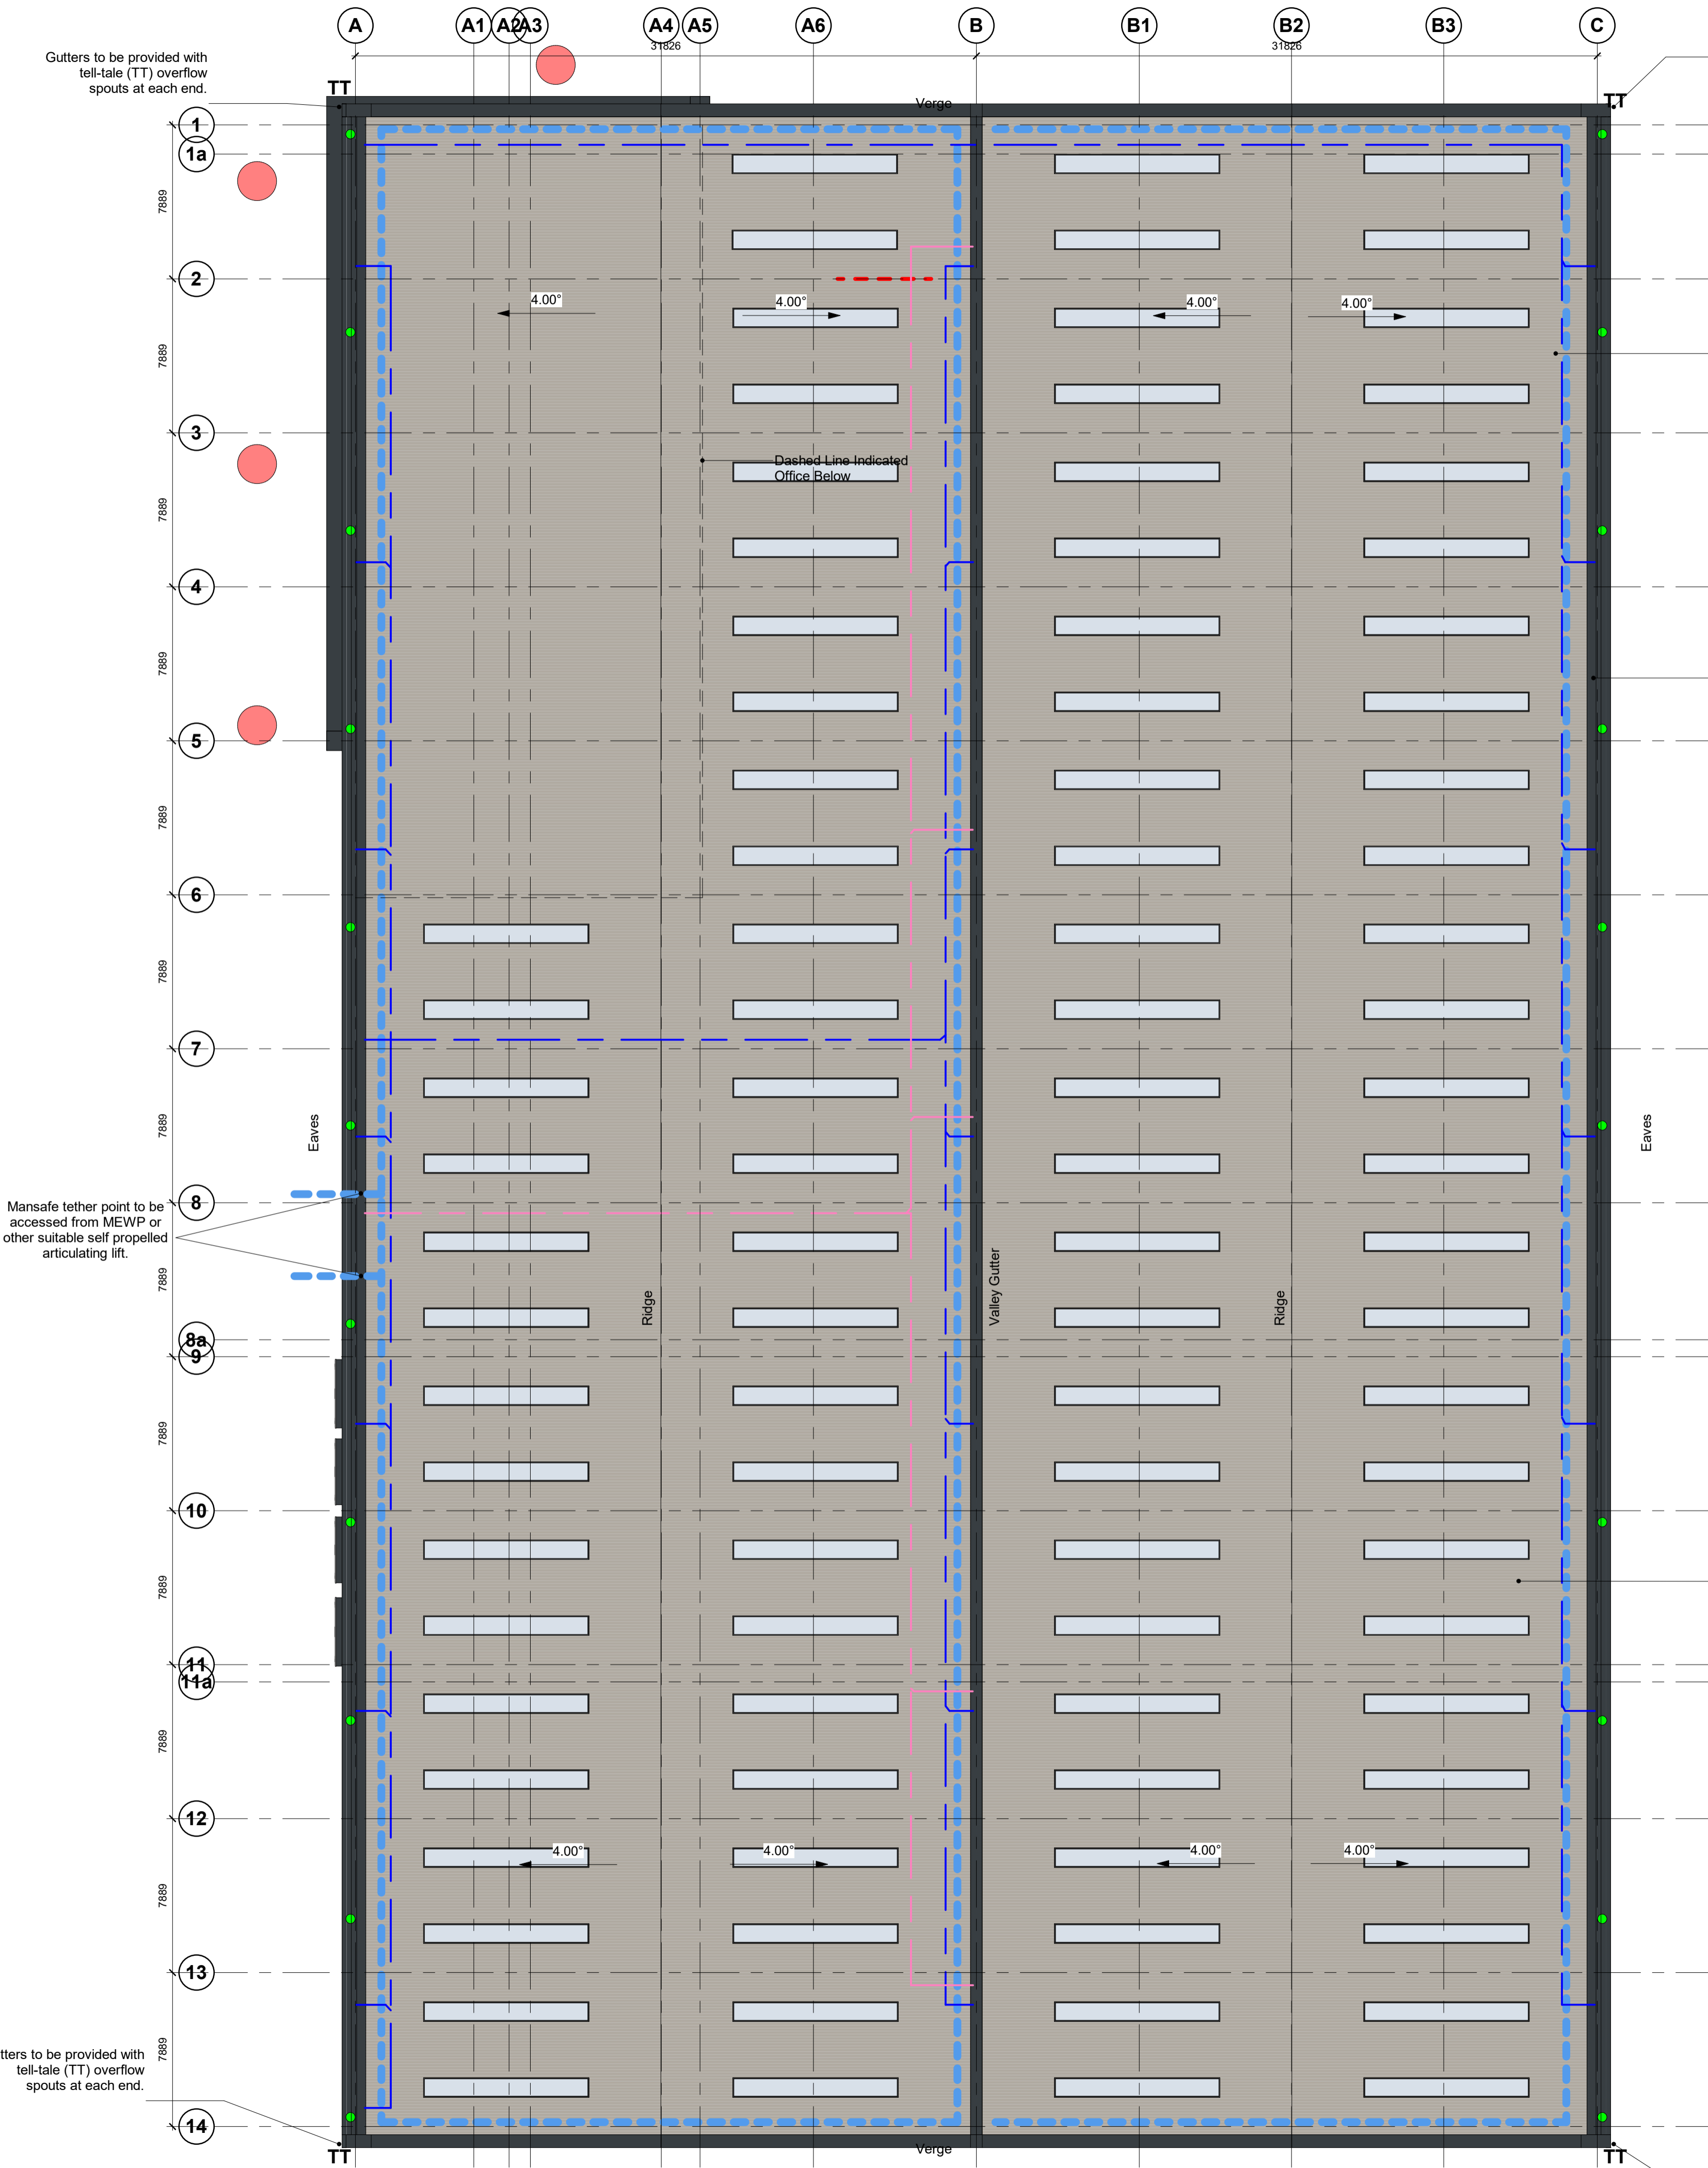 A A1 A2 A3 A4 A5 A6 B B1 B2 B3 C
31826 31826
Gutters to be provided with
tell-tale (TT) overflow
spouts at each end.
TT
TT
Verge
1
1a
7889
2
4.00° 4.00° 4.00° 4.00°
7889
3
Dashed Line Indicated
Office Below
7889
4
7889
5
7889
6
7889
7
7889
Eaves
Eaves
8
Mansafe tether point to be
accessed from MEWP or
other suitable self propelled
articulating lift.
7889
Ridge
Valley Gutter
Ridge
8a
9
7889
10
7889
11
11a
7889
12
4.00° 4.00° 4.00° 4.00°
7889
13
7889
tters to be provided with
tell-tale (TT) overflow
spouts at each end.
14
TT
Verge
TT